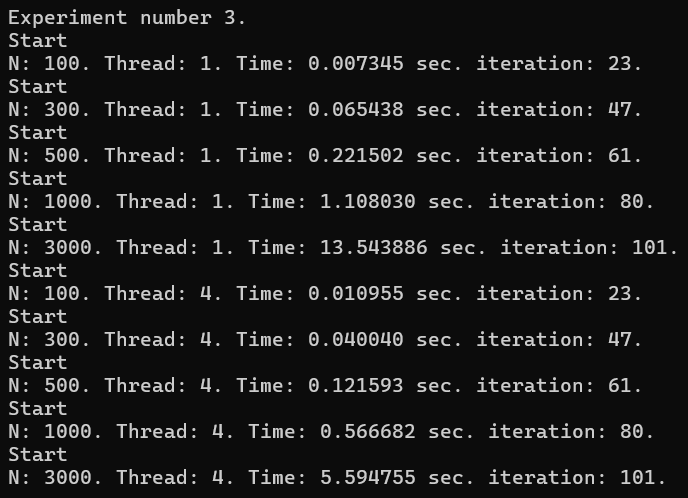 Experiment number 3.
Start
N: 100. Thread: 1. Time: 0.007345 sec. iteration: 23.
Start
N: 300. Thread: 1. Time: 0.065438 sec. iteration: 47.
Start
N: 500. Thread: 1. Time: 0.221502 sec. iteration: 61.
Start
N: 1000. Thread: 1. Time: 1.108030 sec. iteration: 80.
Start
N: 3000. Thread: 1. Time: 13.543886 sec. iteration: 101.
Start
N: 100. Thread: 4. Time: 0.010955 sec. iteration: 23.
Start
N: 300. Thread: 4. Time: 0.040040 sec. iteration: 47.
Start
N: 500. Thread: 4. Time: 0.121593 sec. iteration: 61.
Start
N: 1000. Thread: 4. Time: 0.566682 sec. iteration: 80.
Start
N: 3000. Thread: 4. Time: 5.594755 sec. iteration: 101.